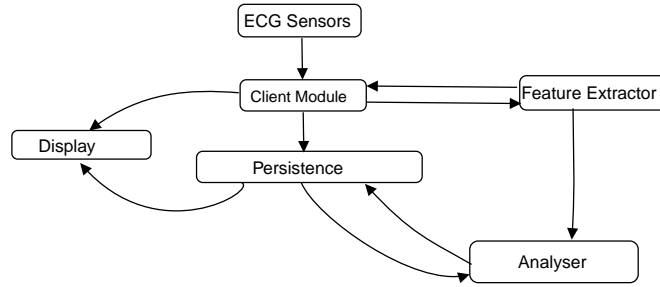 ECG Sensors
Client Module
Feature Extractor
Display
Persistence
Analyser